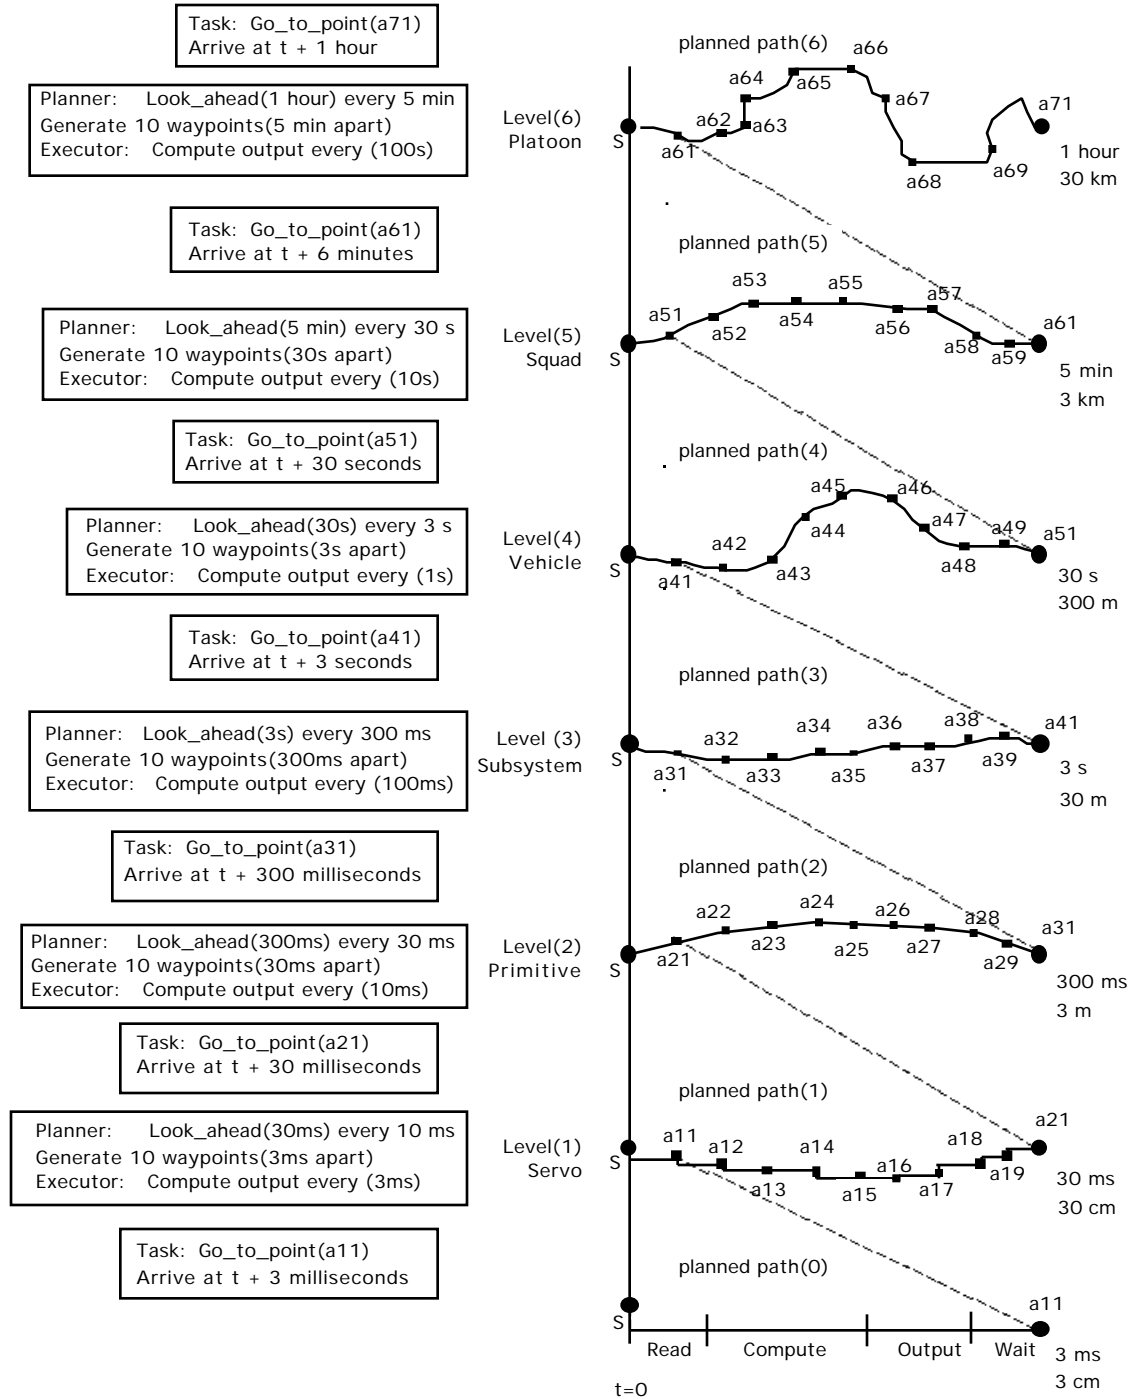 Task: Go_to_point(a71)
Arrive at t + 1 hour
Planner: Look_ahead(1 hour) every 5 min
Generate 10 waypoints(5 min apart)
Executor: Compute output every (100s)
Level(6)
Platoon
S
planned path(6)
a61
a62
a63
a64
a65
a66
a67
a68
a69
a71
1 hour
30 km
Task: Go_to_point(a61)
Arrive at t + 6 minutes
Planner: Look_ahead(5 min) every 30 s
Generate 10 waypoints(30s apart)
Executor: Compute output every (10s)
Level(5)
Squad
S
planned path(5)
a51
a52
a53
a54
a55
a56
a57
a58
a59
a61
5 min
3 km
Task: Go_to_point(a51)
Arrive at t + 30 seconds
Planner: Look_ahead(30s) every 3 s
Generate 10 waypoints(3s apart)
Executor: Compute output every (1s)
Level(4)
Vehicle
S
planned path(4)
a41
a42
a43
a44
a45
a46
a47
a48
a49
a51
30 s
300 m
Task: Go_to_point(a41)
Arrive at t + 3 seconds
Planner: Look_ahead(3s) every 300 ms
Generate 10 waypoints(300ms apart)
Executor: Compute output every (100ms)
Level (3)
Subsystem
S
planned path(3)
a31
a32
a33
a34
a35
a36
a37
a38
a39
a41
3 s
30 m
Task: Go_to_point(a31)
Arrive at t + 300 milliseconds
Planner: Look_ahead(300ms) every 30 ms
Generate 10 waypoints(30ms apart)
Executor: Compute output every (10ms)
Level(2)
Primitive
S
planned path(2)
a21
a22
a23
a24
a25
a26
a27
a28
a29
a31
300 ms
3 m
Task: Go_to_point(a21)
Arrive at t + 30 milliseconds
Planner: Look_ahead(30ms) every 10 ms
Generate 10 waypoints(3ms apart)
Executor: Compute output every (3ms)
Level(1)
Servo
S
planned path(1)
a11
a12
a13
a14
a15
a16
a17
a18
a19
a21
30 ms
30 cm
Task: Go_to_point(a11)
Arrive at t + 3 milliseconds
planned path(0)
S
a11
Read
Compute
Output
Wait
3 ms
3 cm
t=0